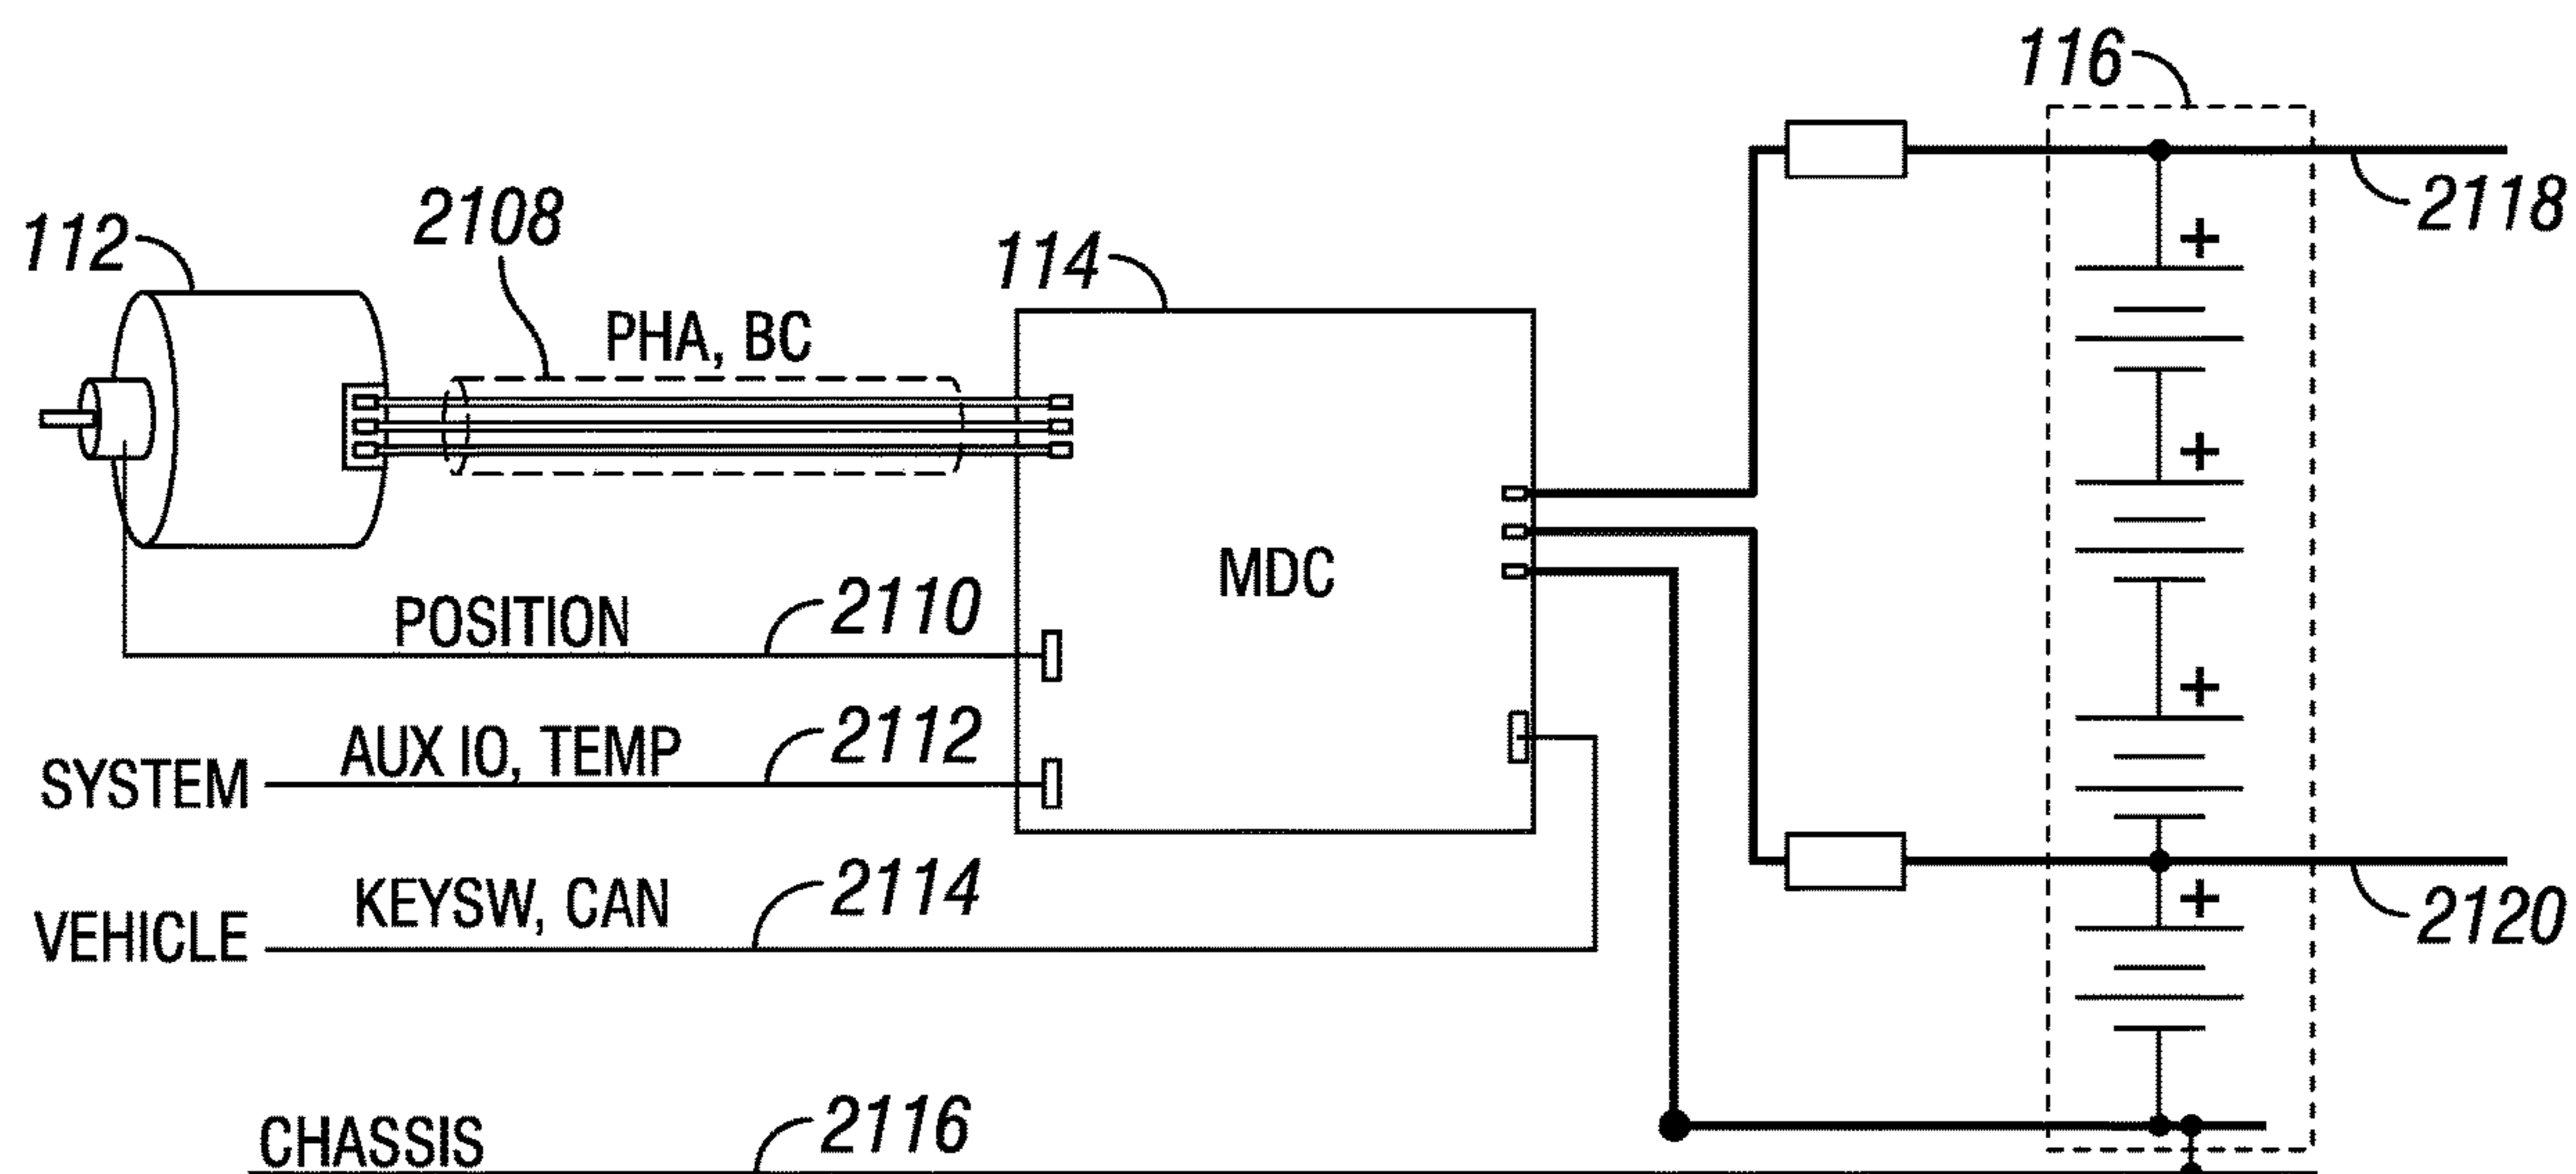 116
2118
2108
112
114
PHA, BC
+
+
MDC
POSITION
2110
+
AUX IO, TEMP
2112
SYSTEM
KEYSW, CAN
2114
VEHICLE
+
2120
CHASSIS
2116